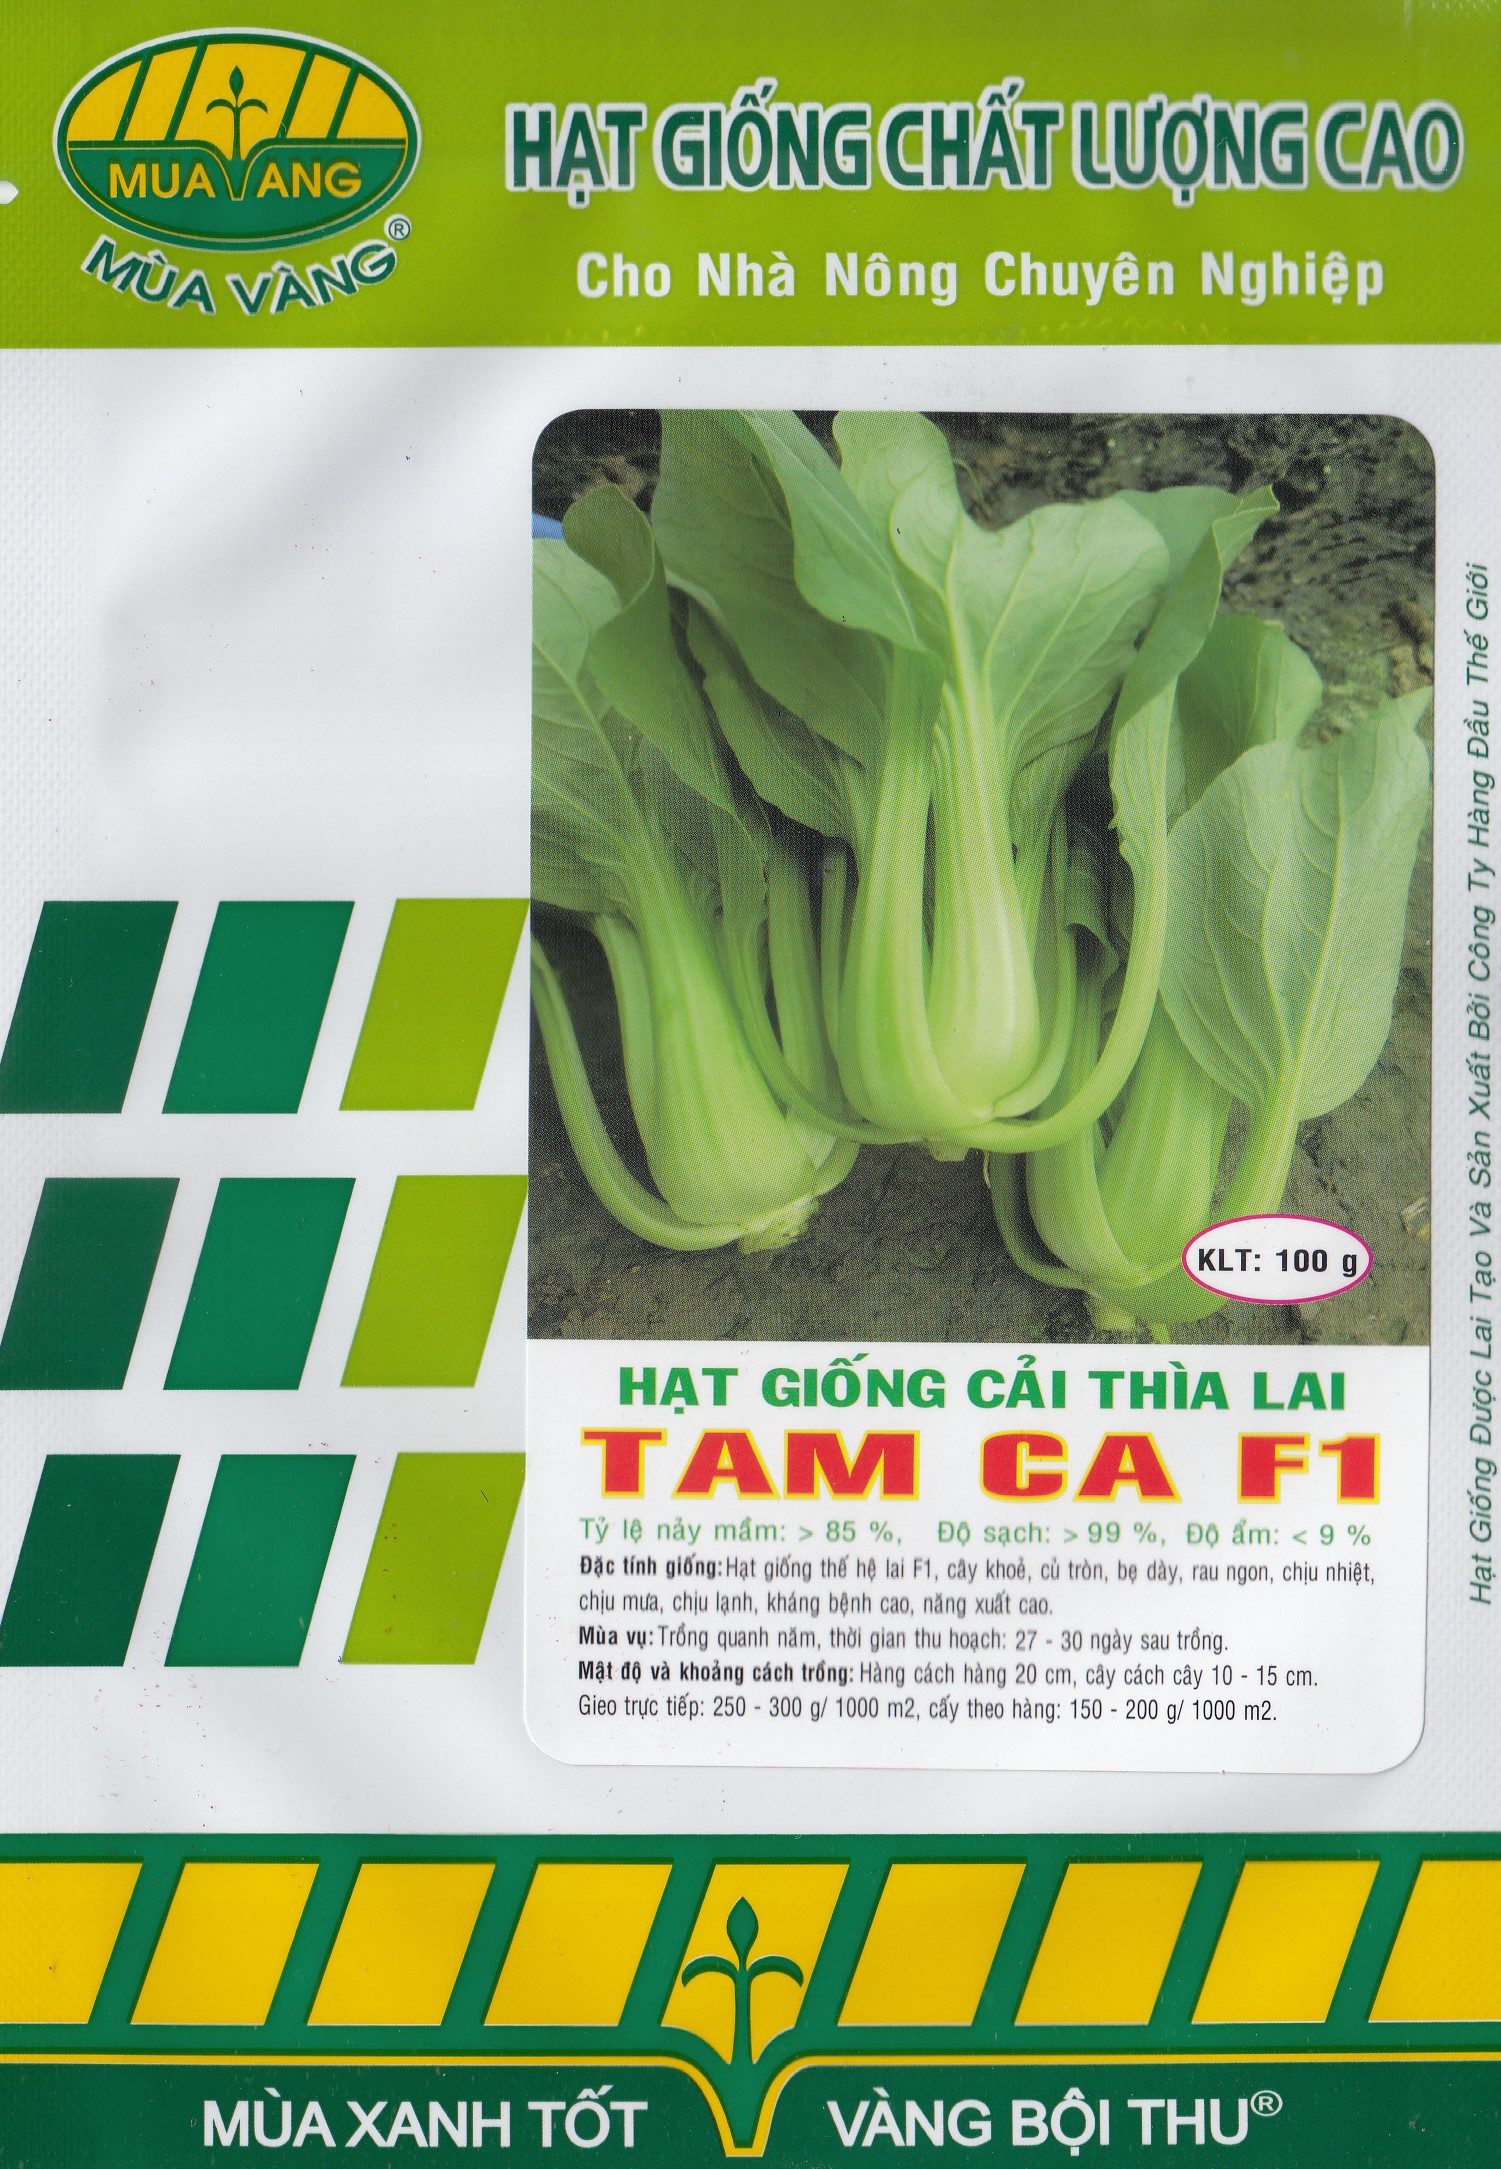 MUA VANG
MÙA VÀNG®
HẠT GIỐNG CHẤT LƯỢNG CAO
Cho Nhà Nông Chuyên Nghiệp
Hạt Giống Được Lai Tạo Và Sản Xuất Bởi Công Ty Hàng Đầu Thế Giới
KLT: 100 g
HẠT GIỐNG CẢI THÌA LAI
TAM CA F1
Tỷ lệ nảy mầm: > 85 %, Độ sạch: > 99 %, Độ ẩm: < 9 %
Đặc tính giống: Hạt giống thế hệ lai F1, cây khoẻ, củ tròn, bẹ dày, rau ngon, chịu nhiệt,
chịu mưa, chịu lạnh, kháng bệnh cao, năng xuất cao.
Mùa vụ: Trồng quanh năm, thời gian thu hoạch: 27 - 30 ngày sau trồng.
Mật độ và khoảng cách trồng: Hàng cách hàng 20 cm, cây cách cây 10 - 15 cm.
Gieo trực tiếp: 250 - 300 g/ 1000 m2, cấy theo hàng: 150 - 200 g/ 1000 m2.
MÙA XANH TỐT VÀNG BỘI THU®